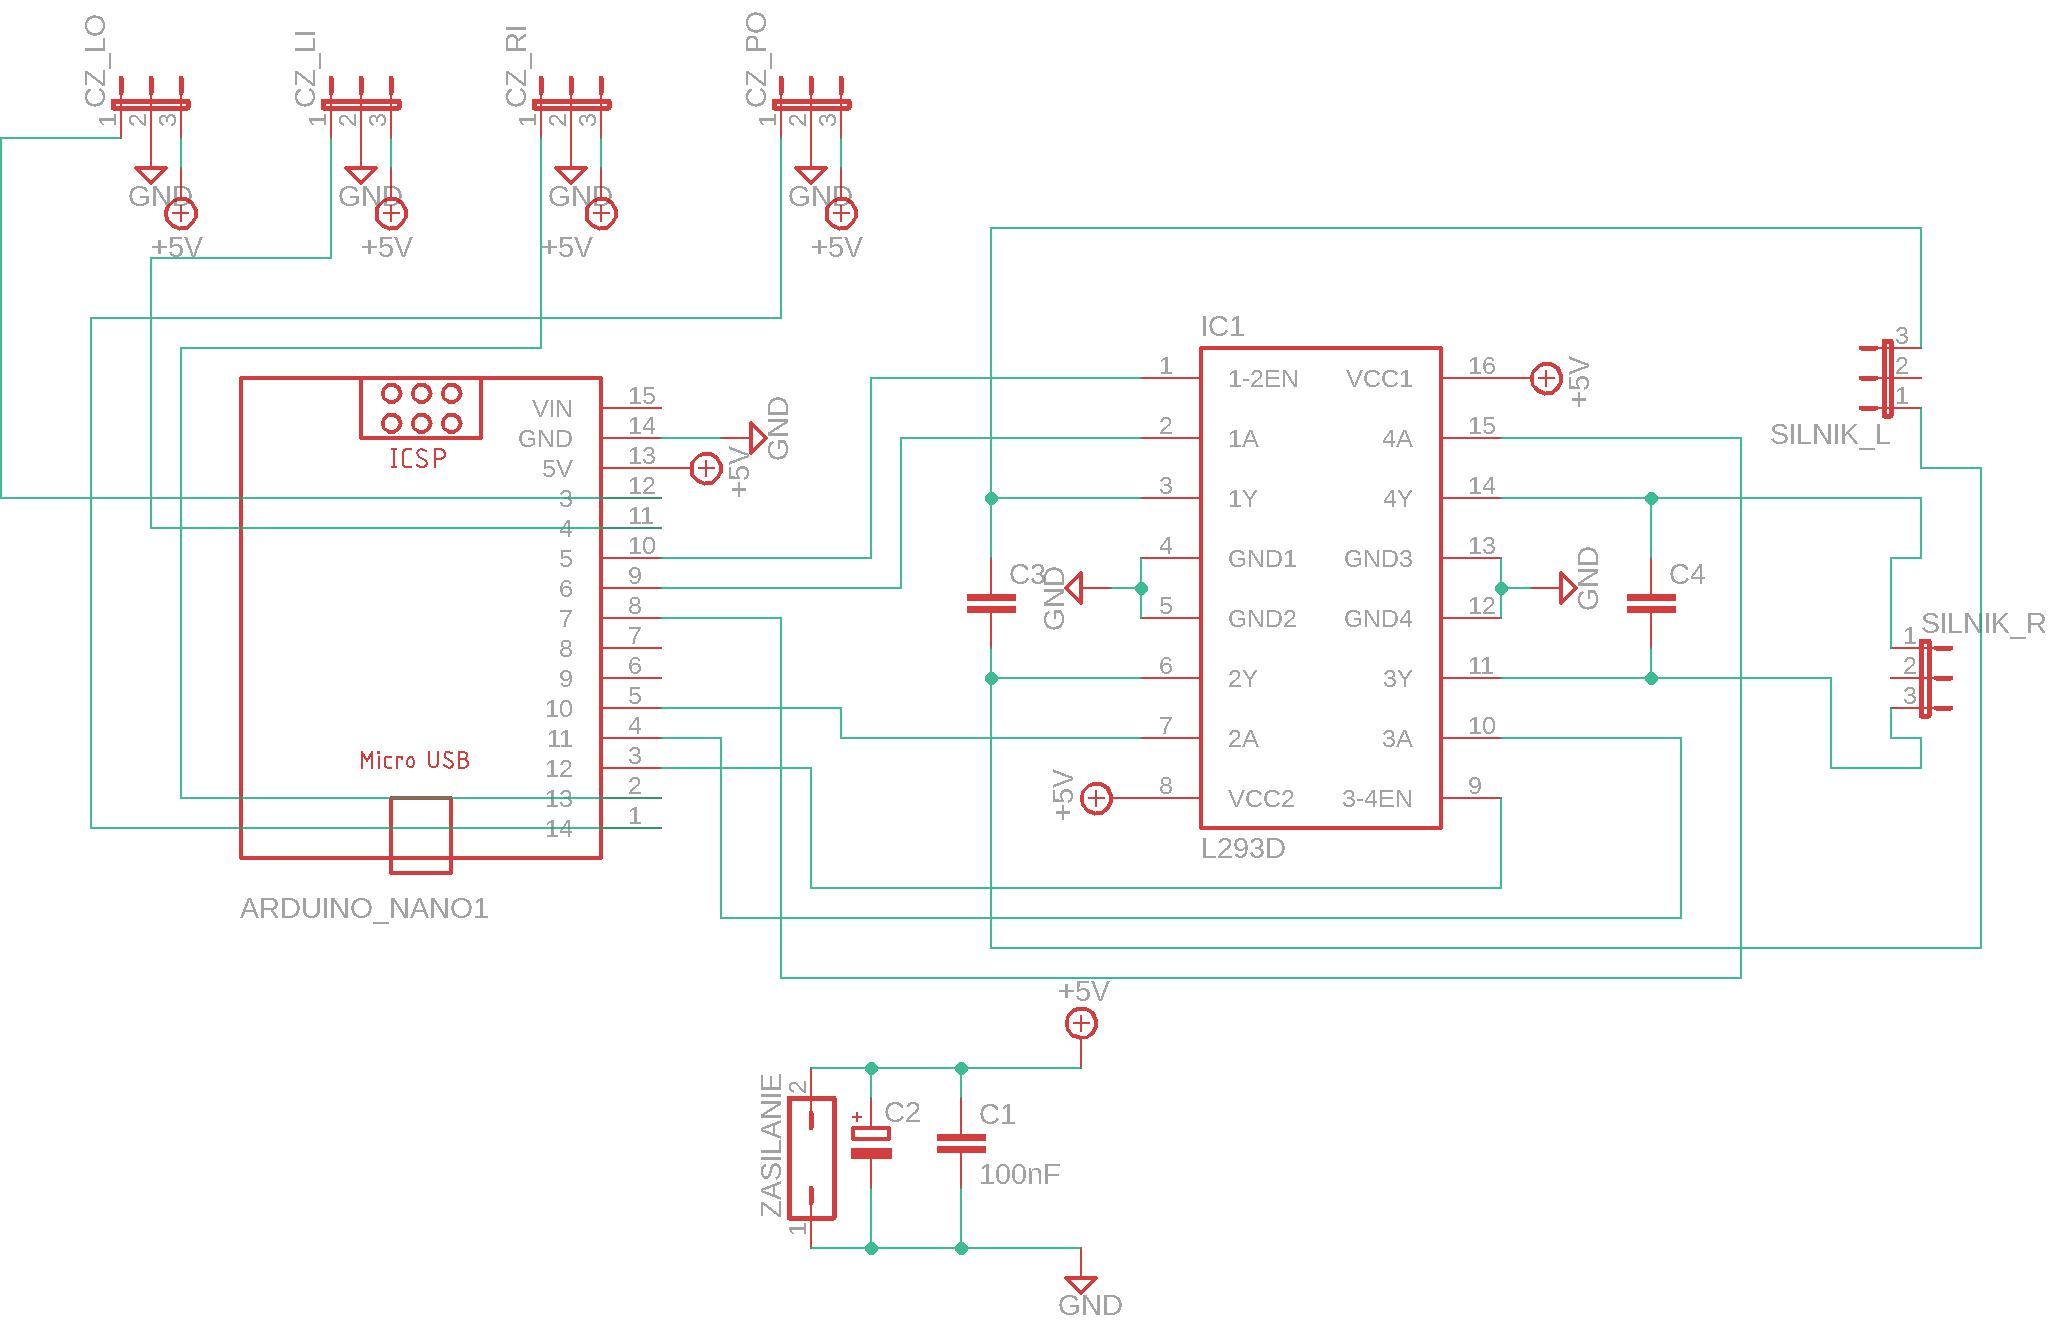 CZ_LO
CZ_LI
CZ_RI
CZ_PO
1 2 3
1 2 3
1 2 3
1 2 3
GND
GND
GND
GND
+5V
+5V
+5V
+5V
ICSP
Micro USB
VIN 15
GND 14
5V 13
3 12
4 11
5 10
6 9
7 8
8 7
9 6
10 5
11 4
12 3
13 2
14 1
GND
+5V
ARDUINO_NANO1
IC1
1 1-2EN VCC1 16
2 1A 4A 15
3 1Y 4Y 14
4 GND1 GND3 13
5 GND2 GND4 12
6 2Y 3Y 11
7 2A 3A 10
8 VCC2 3-4EN 9
L293D
+5V
C3
GND
GND
C4
+5V
3
2
1
SILNIK_L
SILNIK_R
1
2
3
+5V
ZASILANIE
2
1
+
C2
C1
100nF
GND